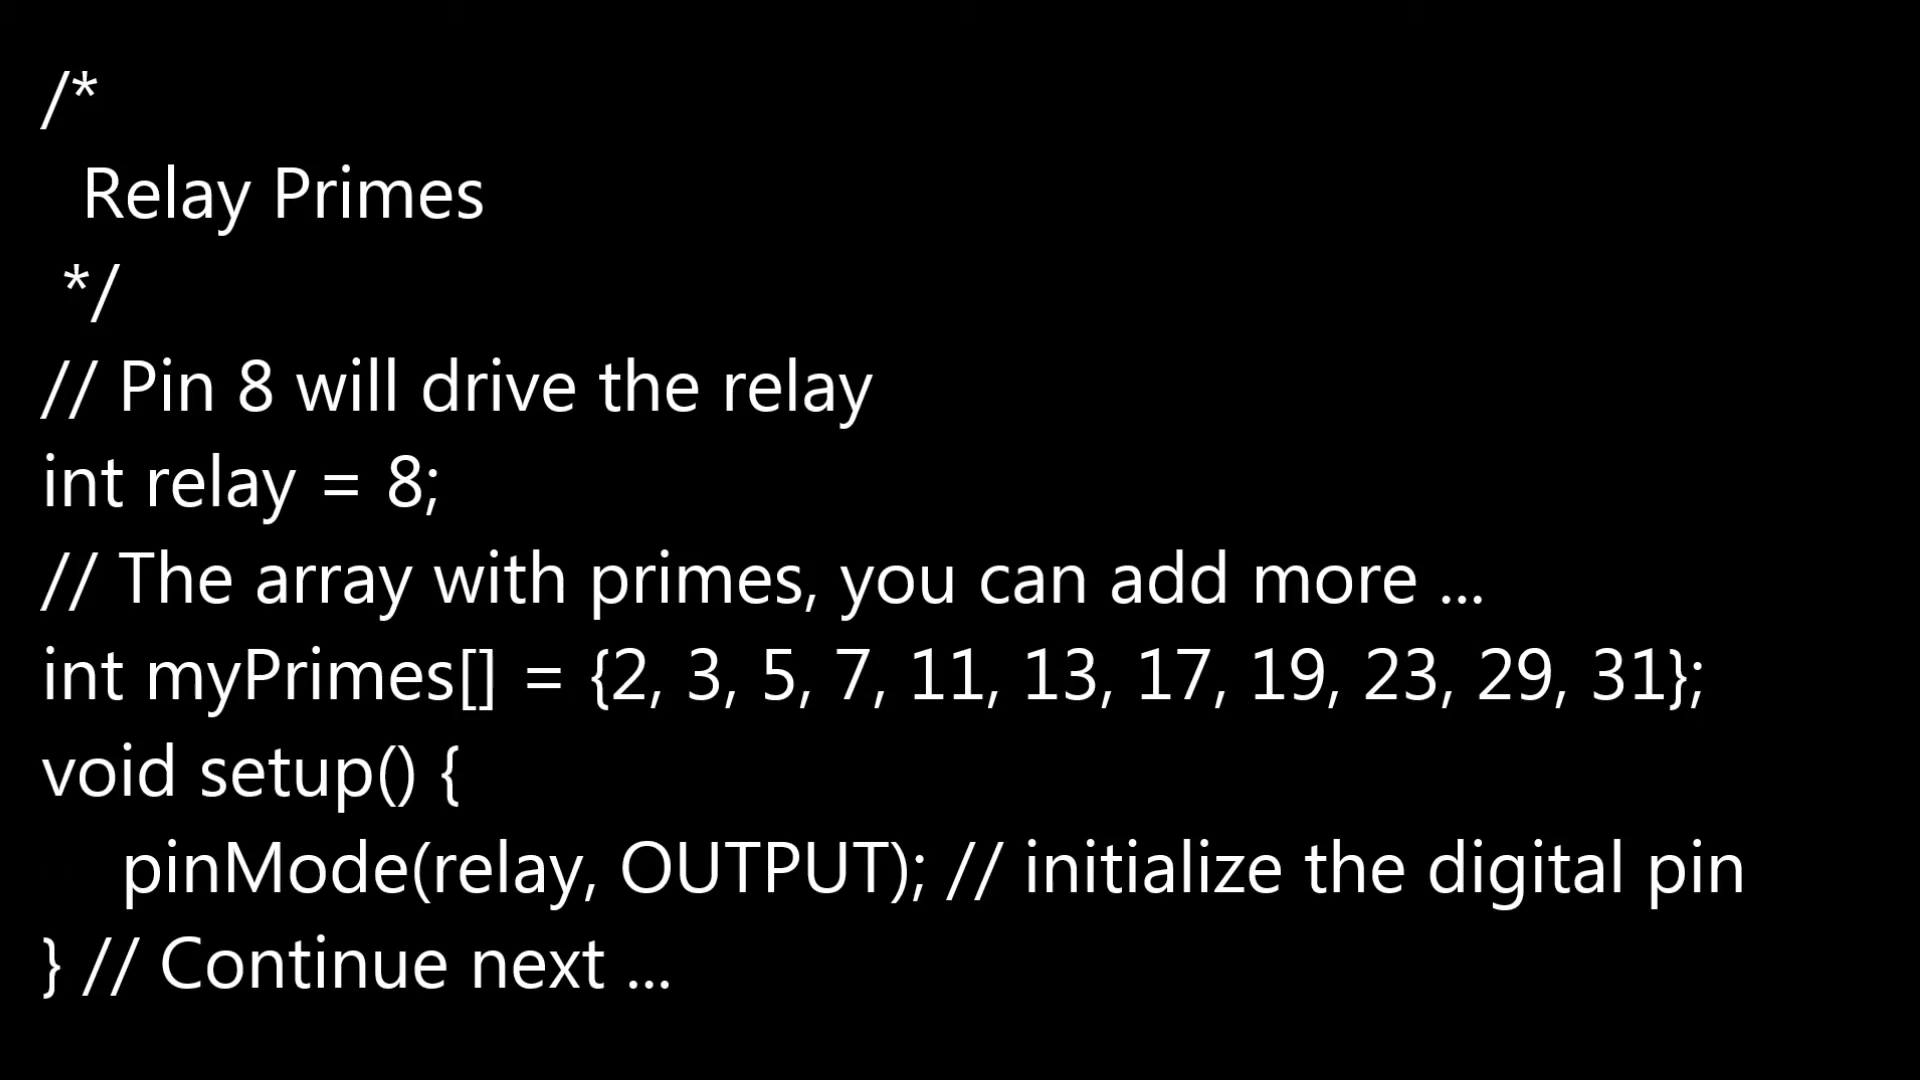 /*
  Relay Primes
 */
// Pin 8 will drive the relay
int relay = 8;
// The array with primes, you can add more ...
int myPrimes[] = {2, 3, 5, 7, 11, 13, 17, 19, 23, 29, 31};
void setup() {
    pinMode(relay, OUTPUT); // initialize the digital pin
} // Continue next ...